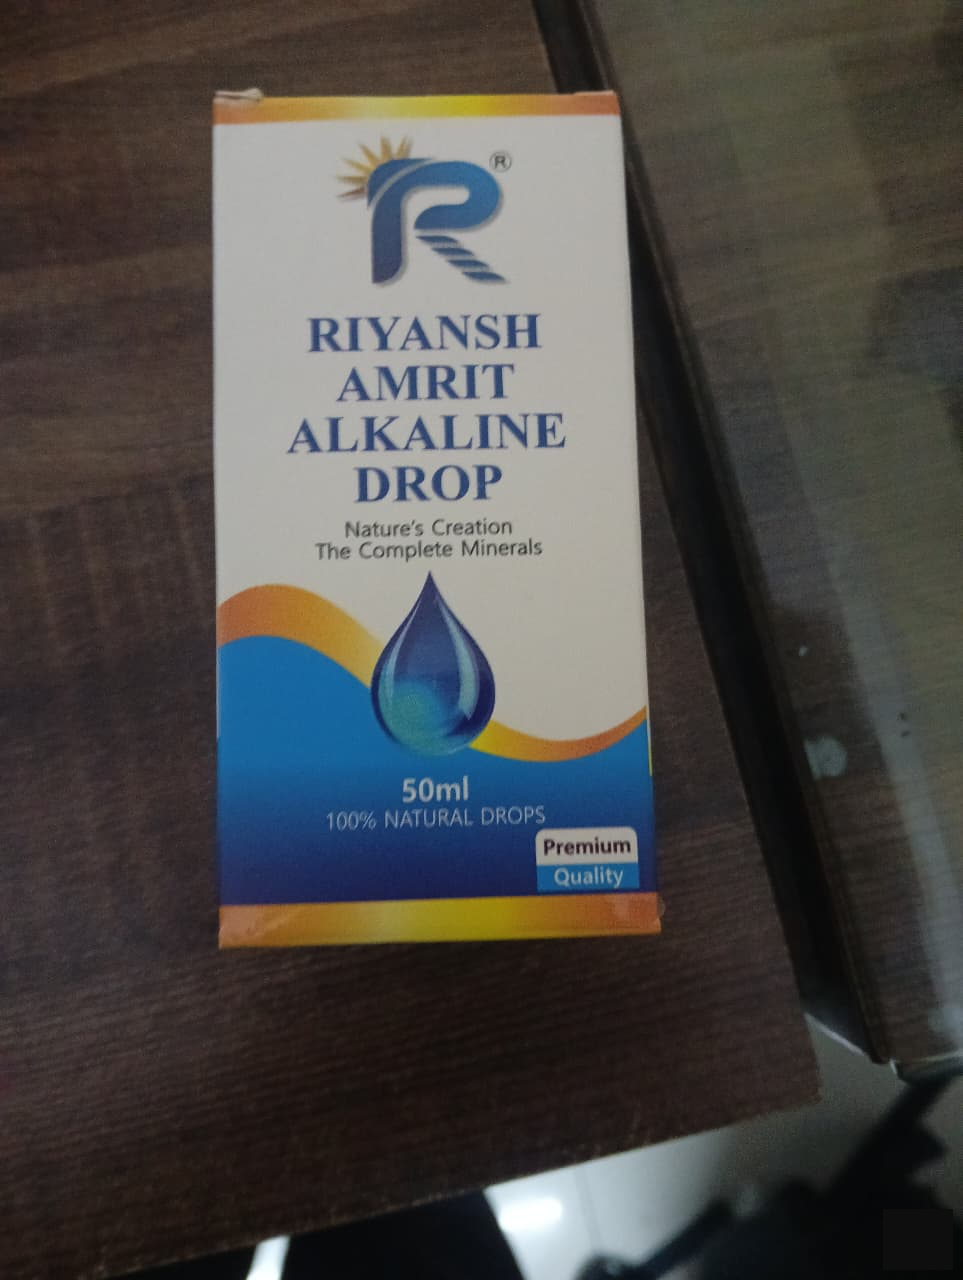 R®
RIYANSH
AMRIT
ALKALINE
DROP
Nature's Creation
The Complete Minerals
50ml
100% NATURAL DROPS
Premium
Quality